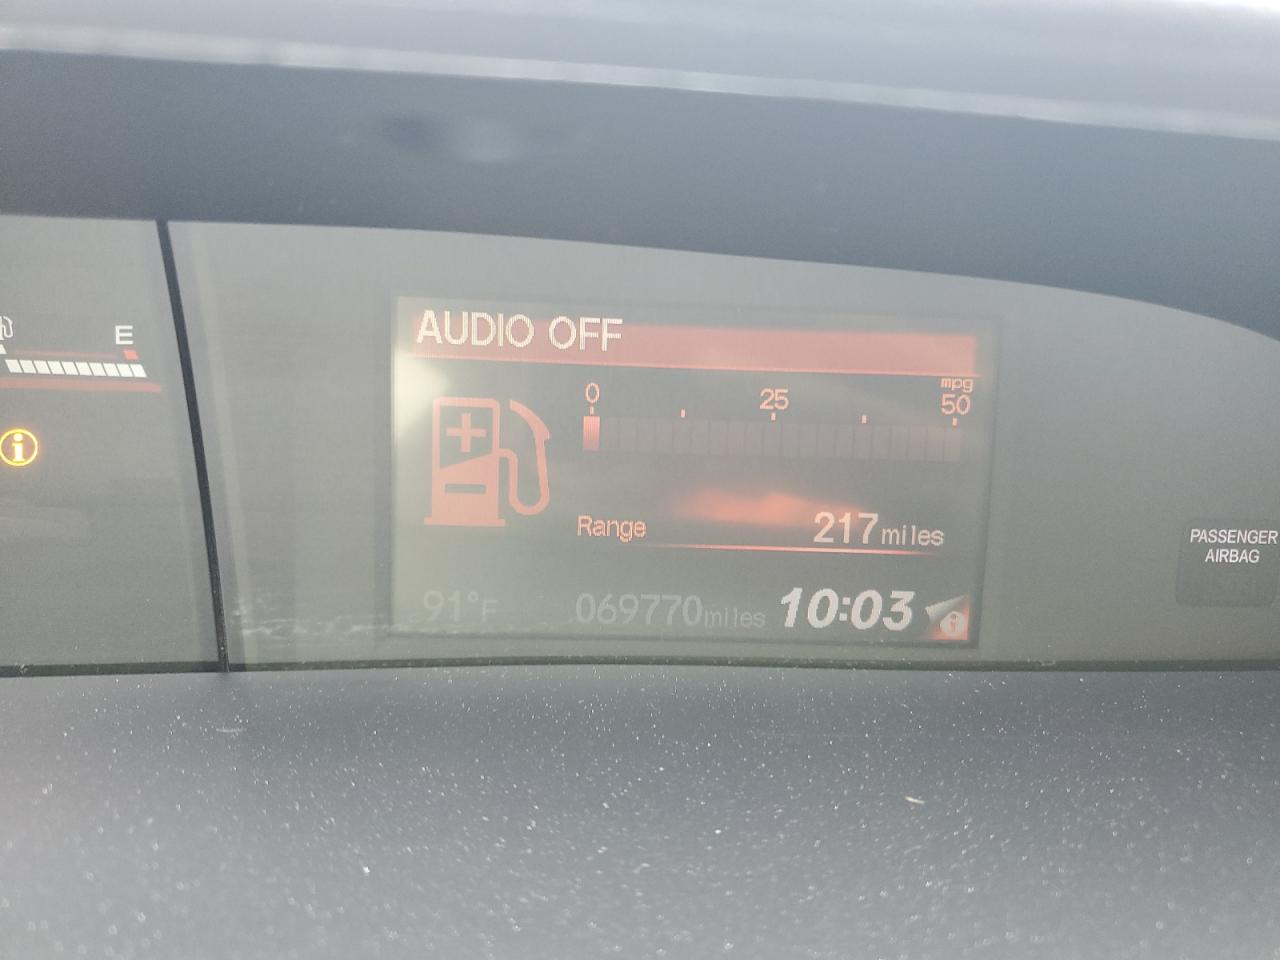 E
AUDIO OFF
mpg
0 25 50
Range 217 miles
91°F 069770 miles 10:03
PASSENGER
AIRBAG